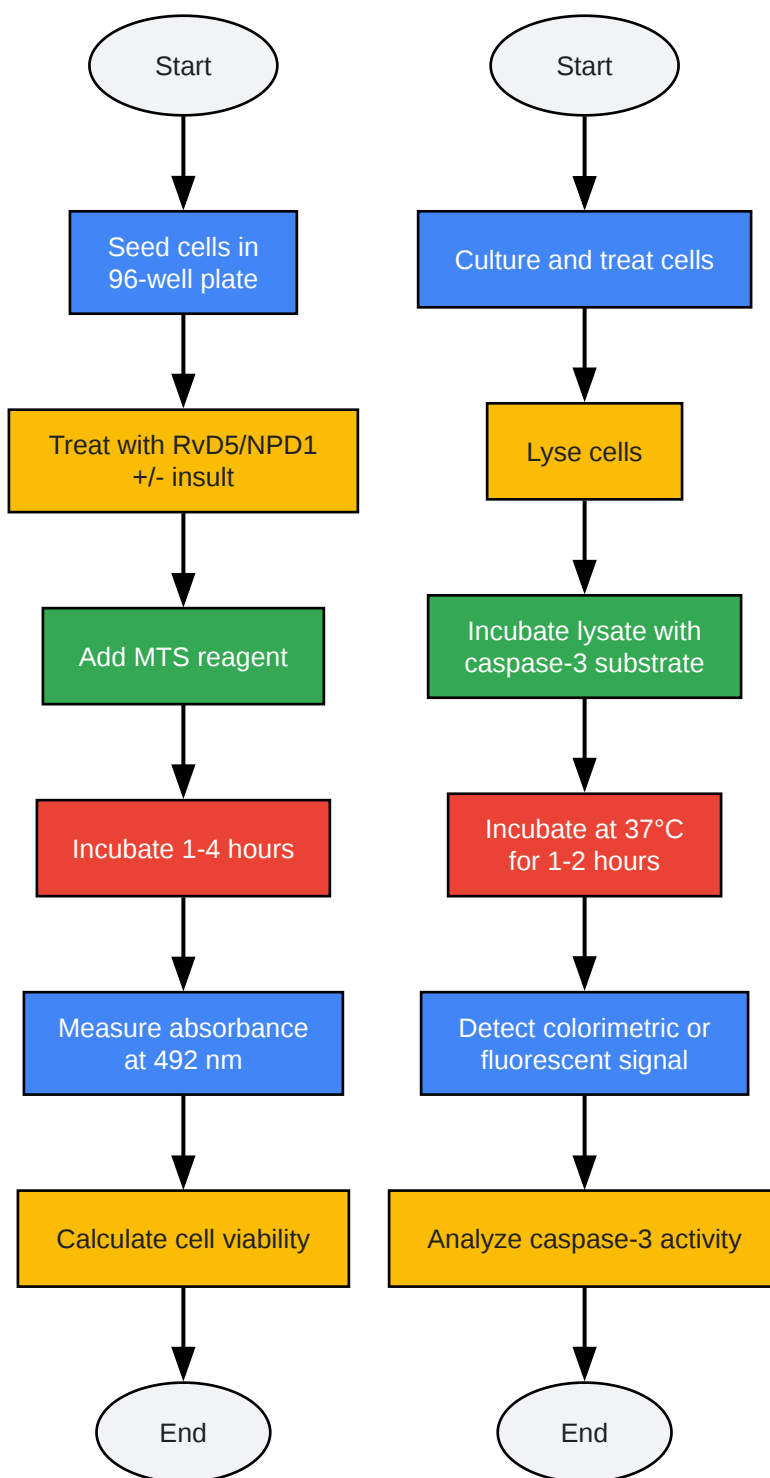 Start
Seed cells in
96-well plate
Treat with RvD5/NPD1
+/- insult
Add MTS reagent
Incubate 1-4 hours
Measure absorbance
at 492 nm
Calculate cell viability
End
Start
Culture and treat cells
Lyse cells
Incubate lysate with
caspase-3 substrate
Incubate at 37°C
for 1-2 hours
Detect colorimetric or
fluorescent signal
Analyze caspase-3 activity
End